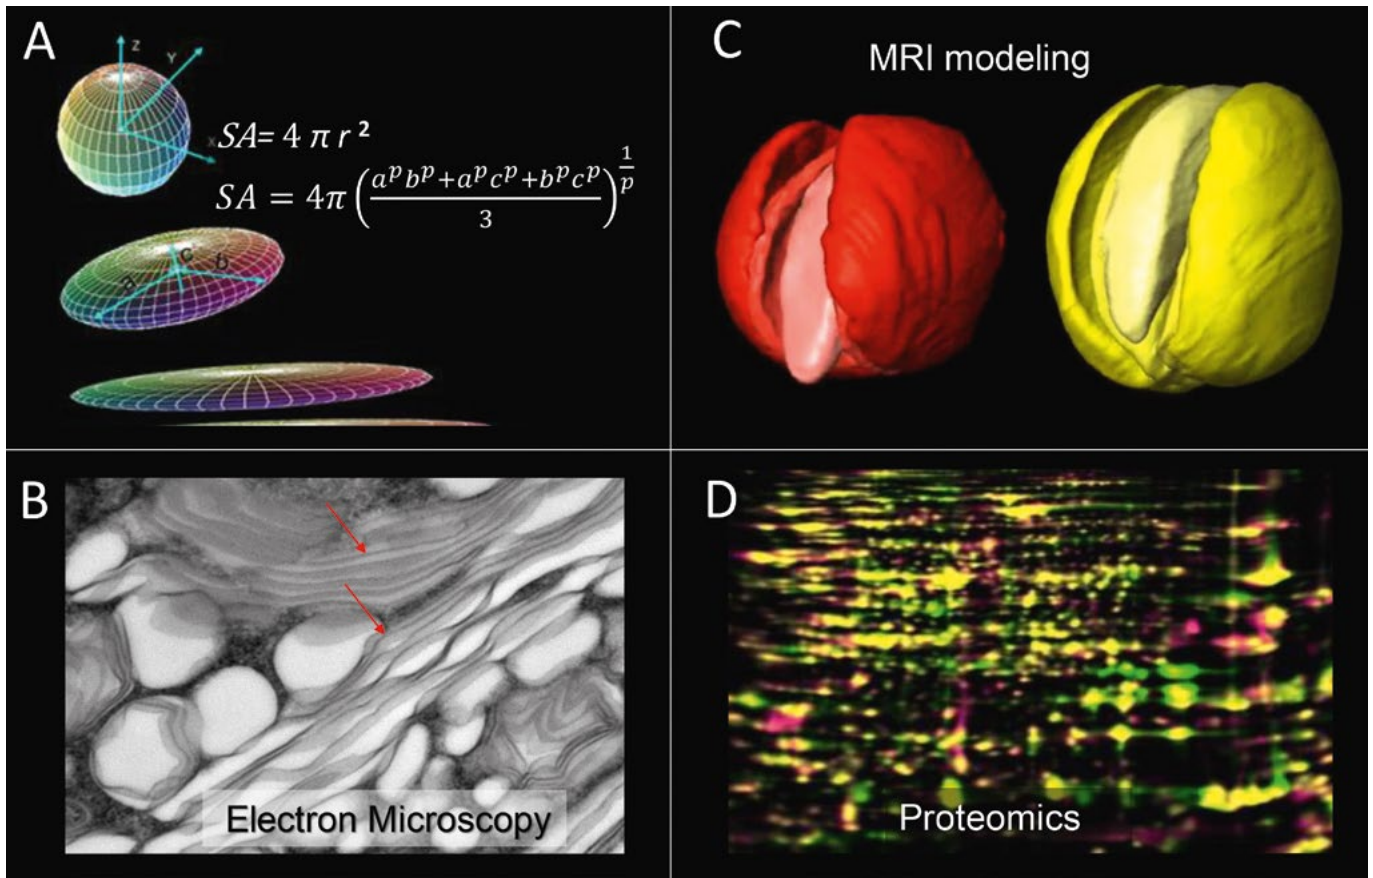 A
Z
Y
X
SA= 4 π r ²
SA = 4π (a^p b^p + a^p c^p + b^p c^p / 3)^(1/p)
a
c
b
B
Electron Microscopy
C
MRI modeling
D
Proteomics